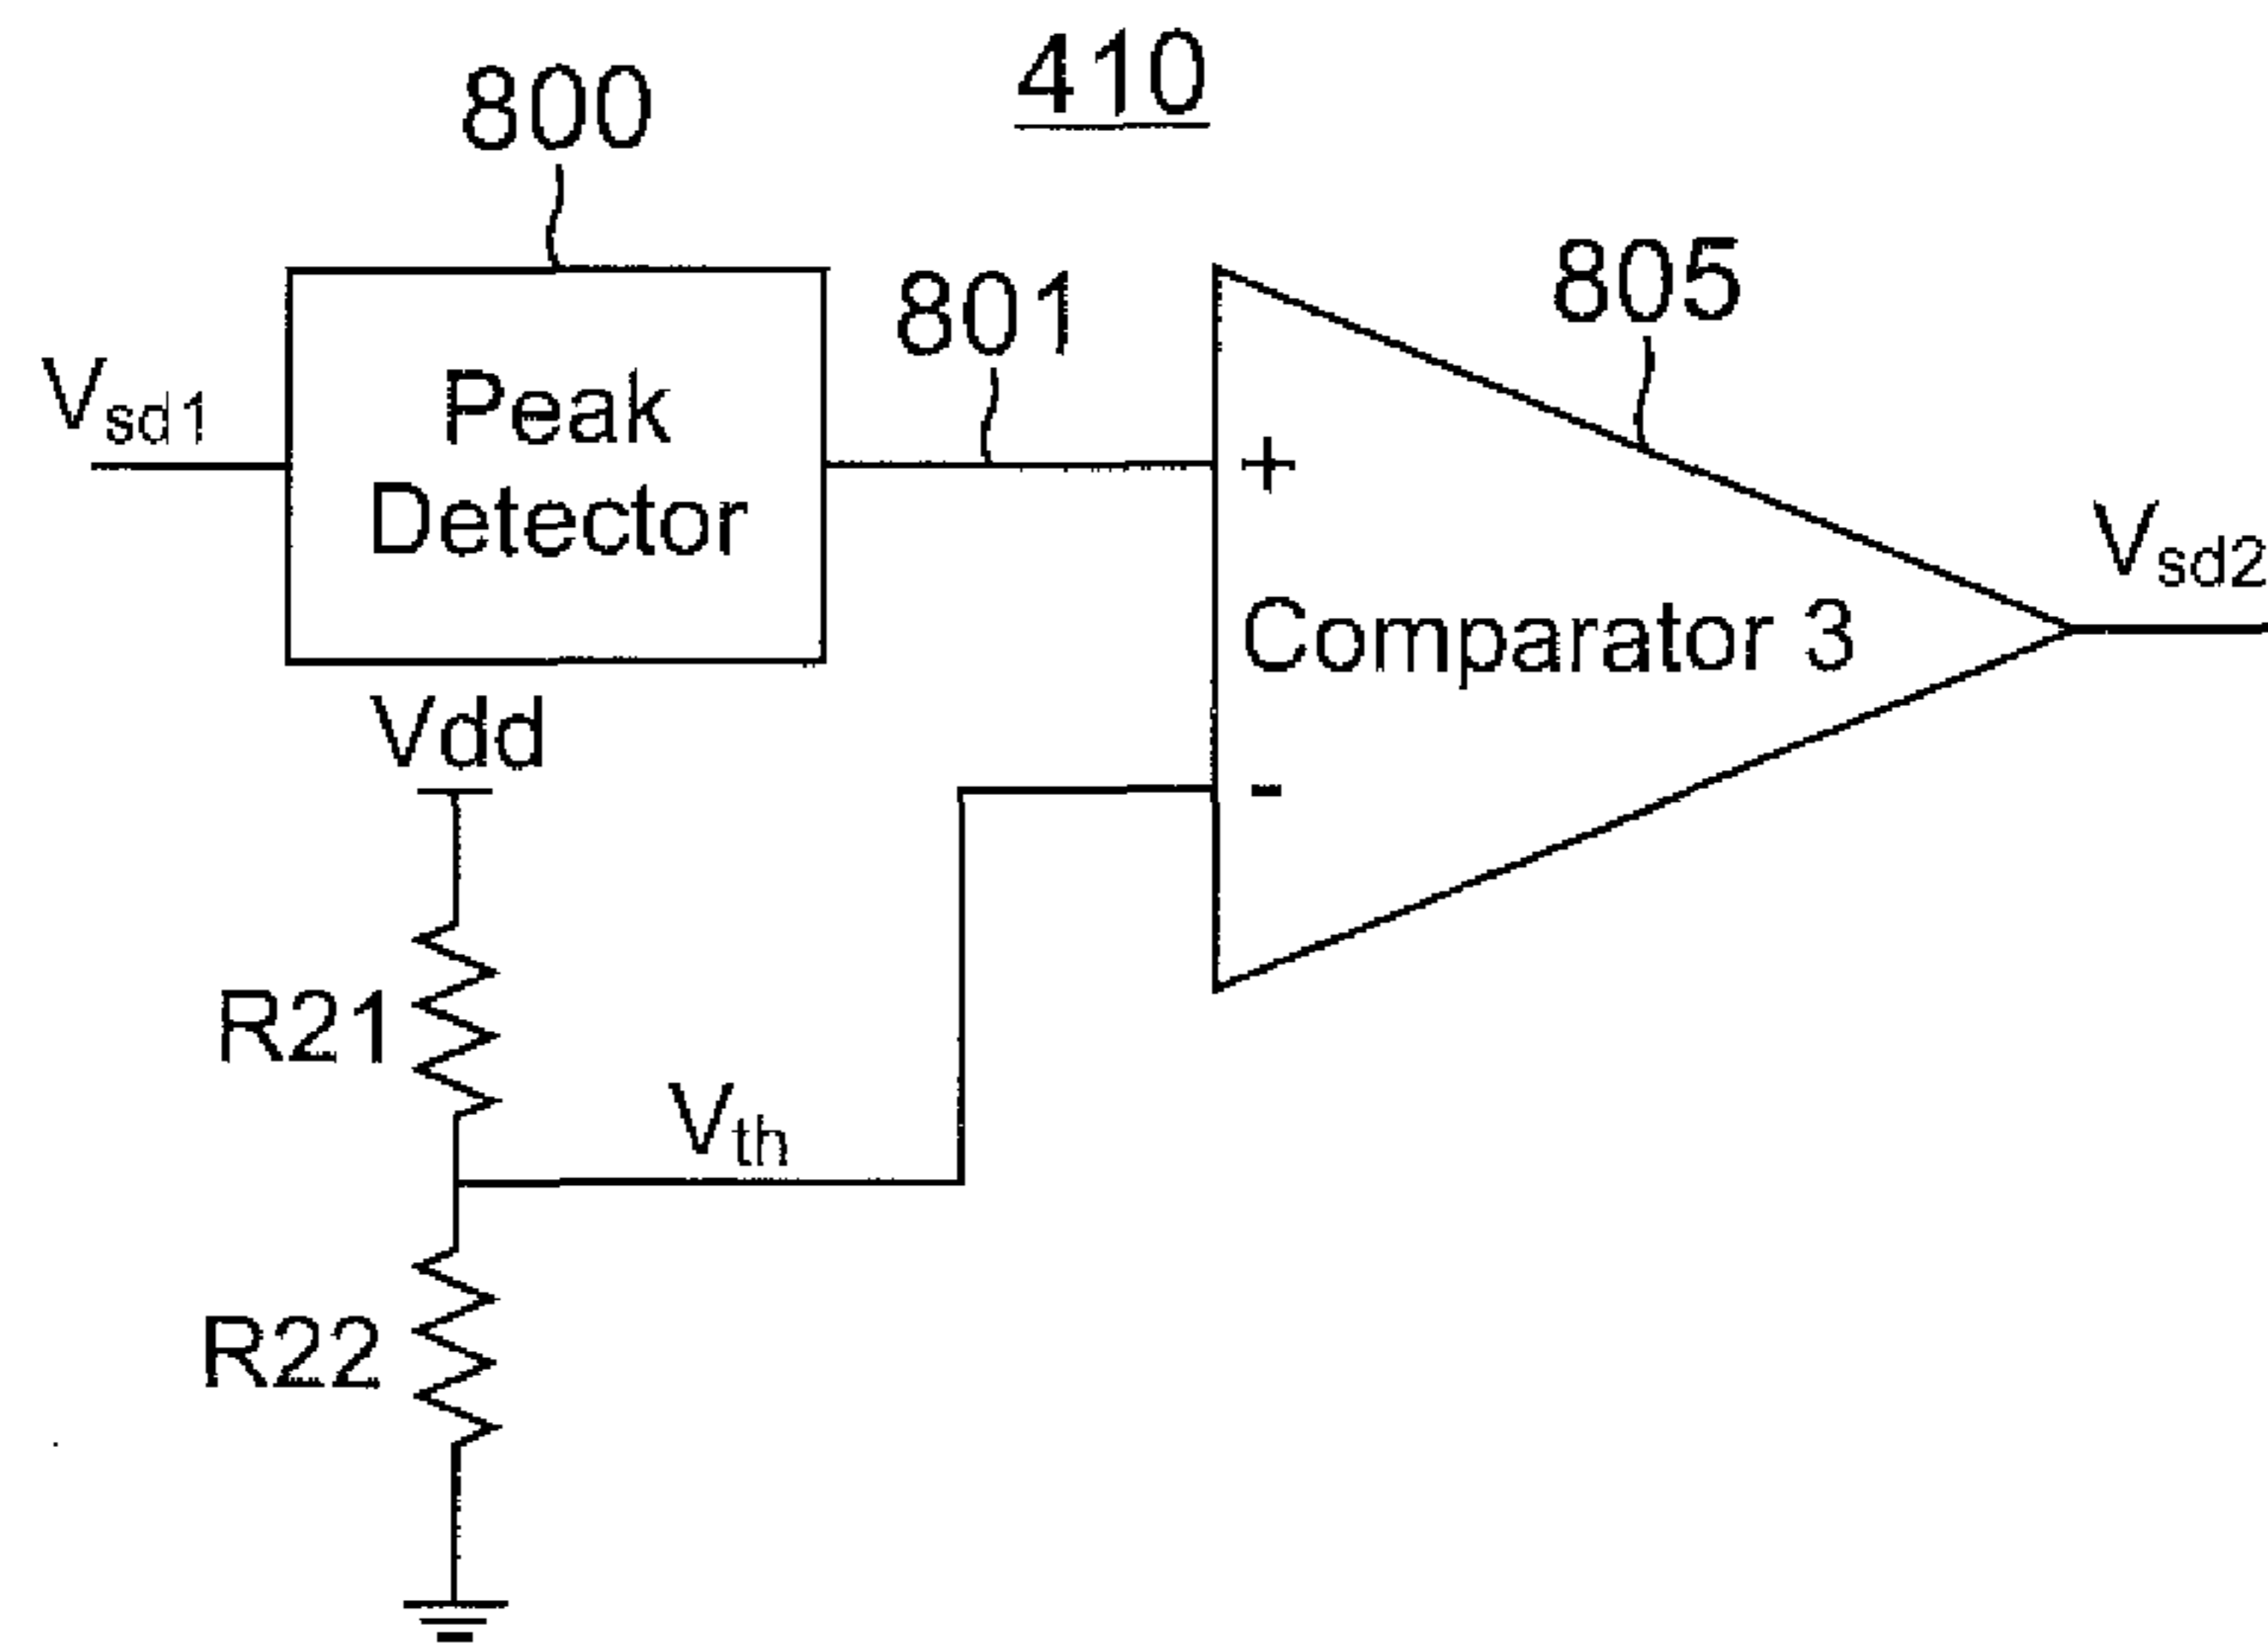 410
800
801
805
Vsd1
Peak
Detector
+
Comparator 3
-
Vsd2
Vdd
R21
Vth
R22